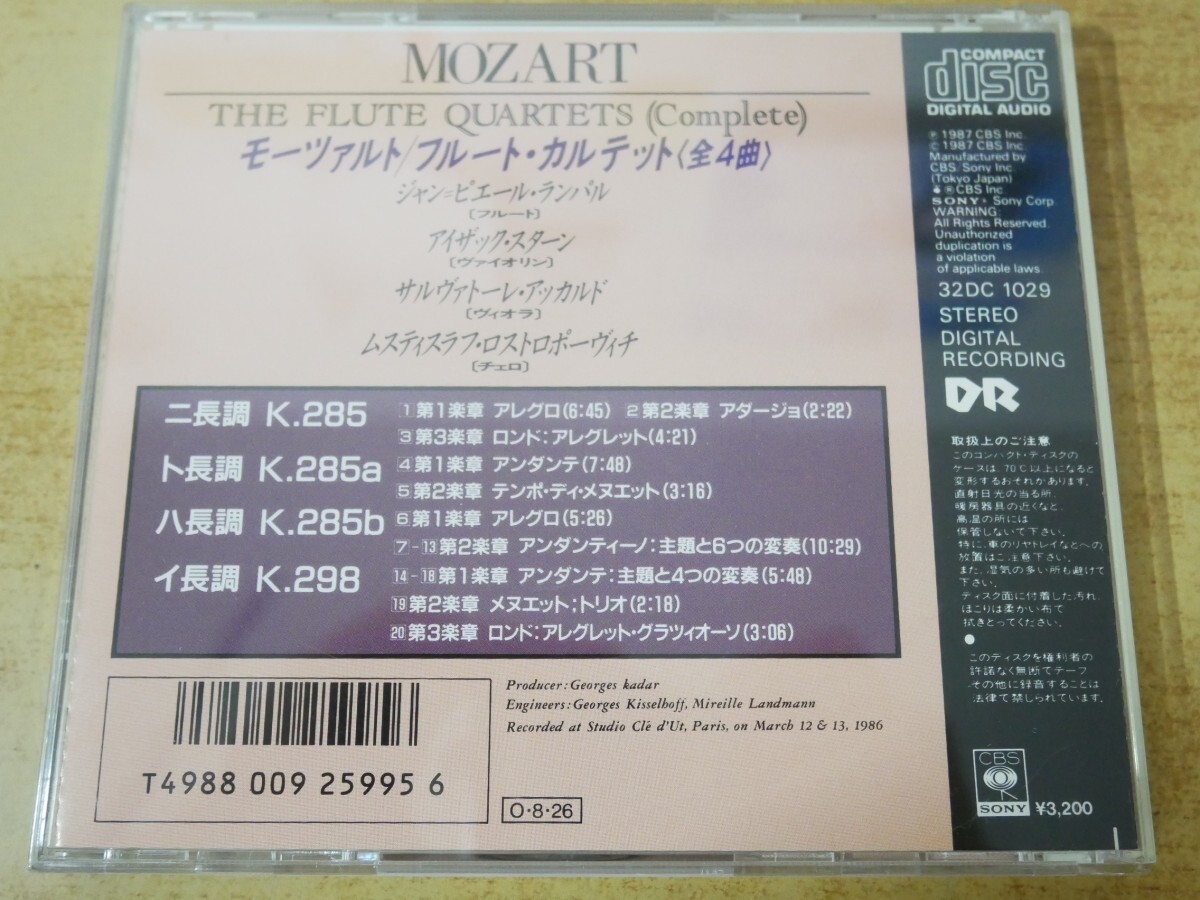 MOZART
THE FLUTE QUARTETS (Complete)
モーツァルト/フルート・カルテット〈全4曲〉
ジャン=ピエール・ランパル
〔フルート〕
アイザック・スターン
〔ヴァイオリン〕
サルヴァトーレ・アッカルド
〔ヴィオラ〕
ムスティスラフ・ロストロポーヴィチ
〔チェロ〕
ニ長調 K.285 1 第1楽章 アレグロ(6:45) 2 第2楽章 アダージョ(2:22)
3 第3楽章 ロンド:アレグレット(4:21)
ト長調 K.285a 4 第1楽章 アンダンテ(7:48)
5 第2楽章 テンポ・ディ・メヌエット(3:16)
ハ長調 K.285b 6 第1楽章 アレグロ(5:26)
7-13 第2楽章 アンダンティーノ:主題と6つの変奏(10:29)
イ長調 K.298 14-18 第1楽章 アンダンテ:主題と4つの変奏(5:48)
19 第2楽章 メヌエット;トリオ(2:18)
20 第3楽章 ロンド:アレグレット・グラツィオーソ(3:06)
T4988 009 25995 6
Producer: Georges kadar
Engineers: Georges Kisselhoff, Mireille Landmann
Recorded at Studio Clè d'Ut, Paris, on March 12 & 13, 1986
O・8・26
COMPACT
disc
DIGITAL AUDIO
℗ 1987 CBS Inc.
© 1987 CBS Inc.
Manufactured by
CBS/Sony Inc.
(Tokyo Japan)
® CBS Inc.
SONY® Sony Corp
WARNING:
All Rights Reserved.
Unauthorized
duplication is
a violation
of applicable laws
32DC 1029
STEREO
DIGITAL
RECORDING
DR
取扱上のご注意
このコンパクト・ディスクの
ケースは、70℃以上になると
変形するおそれかあります。
直射日光の当る所、
暖房器具の近くなど、
高温の所には
保管しないで下さい。
特に、車のリヤトレイなどへの
放置はご注意下さい。
また、湿気の多い所も避けて
下さい。
ディスク面に付着した汚れ、
ほこりは柔かい布で
拭きとってください。
●
このディスクを権利者の
許諾なく無断でテープ
その他に録音することは
法律で禁じられています。
CBS
SONY
¥3,200